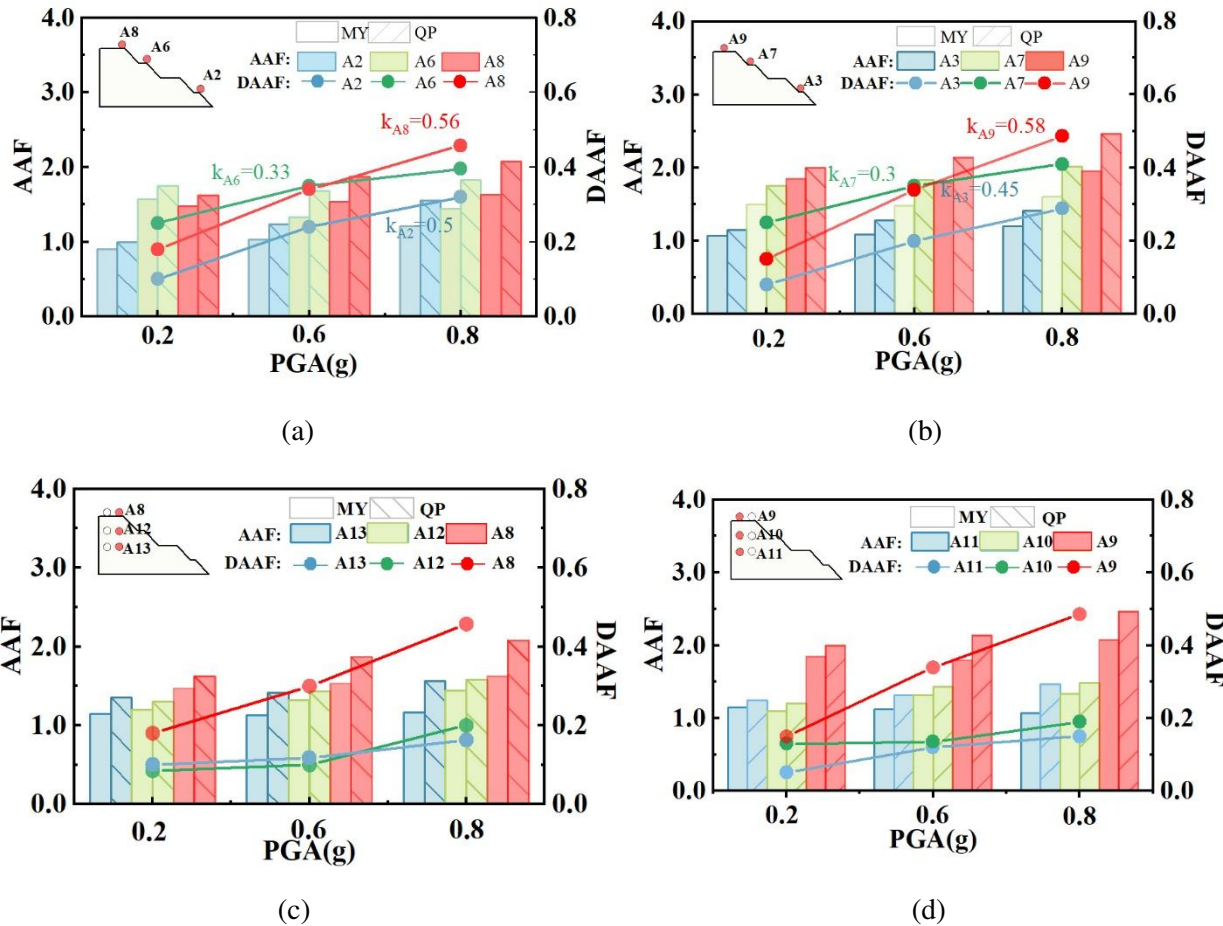 4.0
3.0
2.0
1.0
0.0
0.8
0.6
0.4
0.2
0.0
AAF
DAAF
A8
A6
A2
MY QP
AAF: A2 A6 A8
DAAF: A2 A6 A8
kA8=0.56
kA6=0.33
kA2=0.5
0.2 0.6 0.8
PGA(g)
(a)
4.0
3.0
2.0
1.0
0.0
0.8
0.6
0.4
0.2
0.0
AAF
DAAF
A9
A7
A3
MY QP
AAF: A3 A7 A9
DAAF: A3 A7 A9
kA9=0.58
kA7=0.3
kA3=0.45
0.2 0.6 0.8
PGA(g)
(b)
4.0
3.0
2.0
1.0
0.0
0.8
0.6
0.4
0.2
0.0
AAF
DAAF
A8
A12
A13
MY QP
AAF: A13 A12 A8
DAAF: A13 A12 A8
0.2 0.6 0.8
PGA(g)
(c)
4.0
3.0
2.0
1.0
0.0
0.8
0.6
0.4
0.2
0.0
AAF
DAAF
A9
A10
A11
MY QP
AAF: A11 A10 A9
DAAF: A11 A10 A9
0.2 0.6 0.8
PGA(g)
(d)